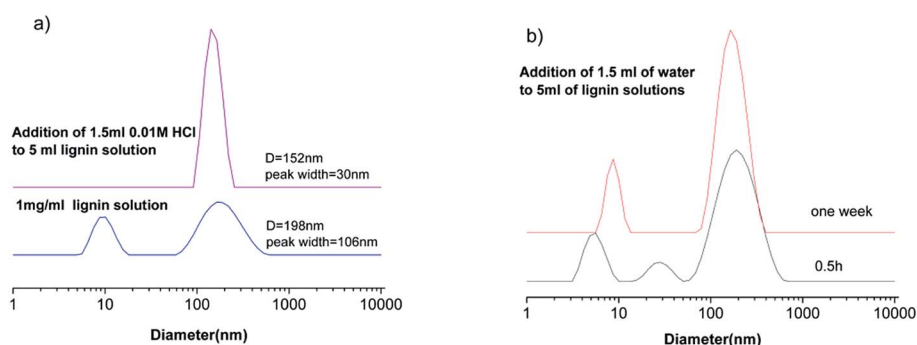 a)
Addition of 1.5ml 0.01M HCl
to 5 ml lignin solution
D=152nm
peak width=30nm
1mg/ml lignin solution
D=198nm
peak width=106nm
1 10 100 1000 10000
Diameter(nm)
b)
Addition of 1.5 ml of water
to 5ml of lignin solutions
one week
0.5h
1 10 100 1000 10000
Diameter(nm)